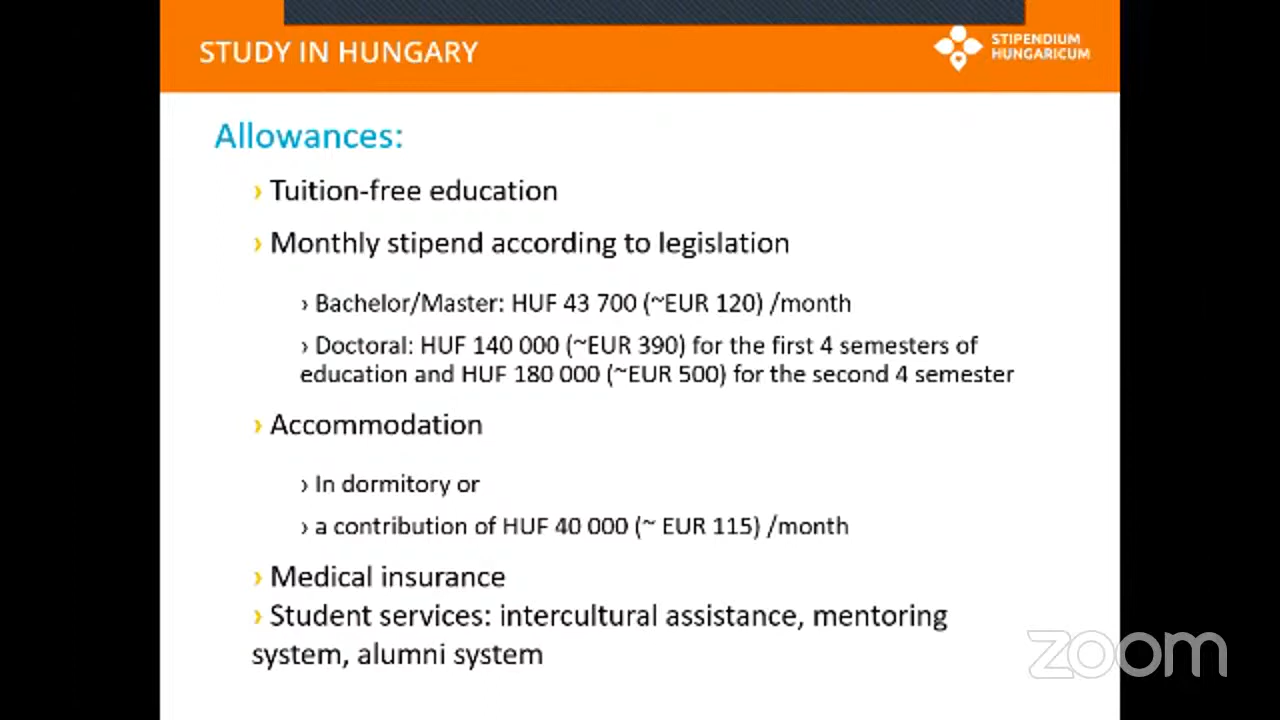 STUDY IN HUNGARY
STIPENDIUM
HUNGARICUM
Allowances:
› Tuition-free education
› Monthly stipend according to legislation
› Bachelor/Master: HUF 43 700 (~EUR 120) /month
› Doctoral: HUF 140 000 (~EUR 390) for the first 4 semesters of
education and HUF 180 000 (~EUR 500) for the second 4 semester
› Accommodation
› In dormitory or
› a contribution of HUF 40 000 (~ EUR 115) /month
› Medical insurance
› Student services: intercultural assistance, mentoring
system, alumni system
zoom